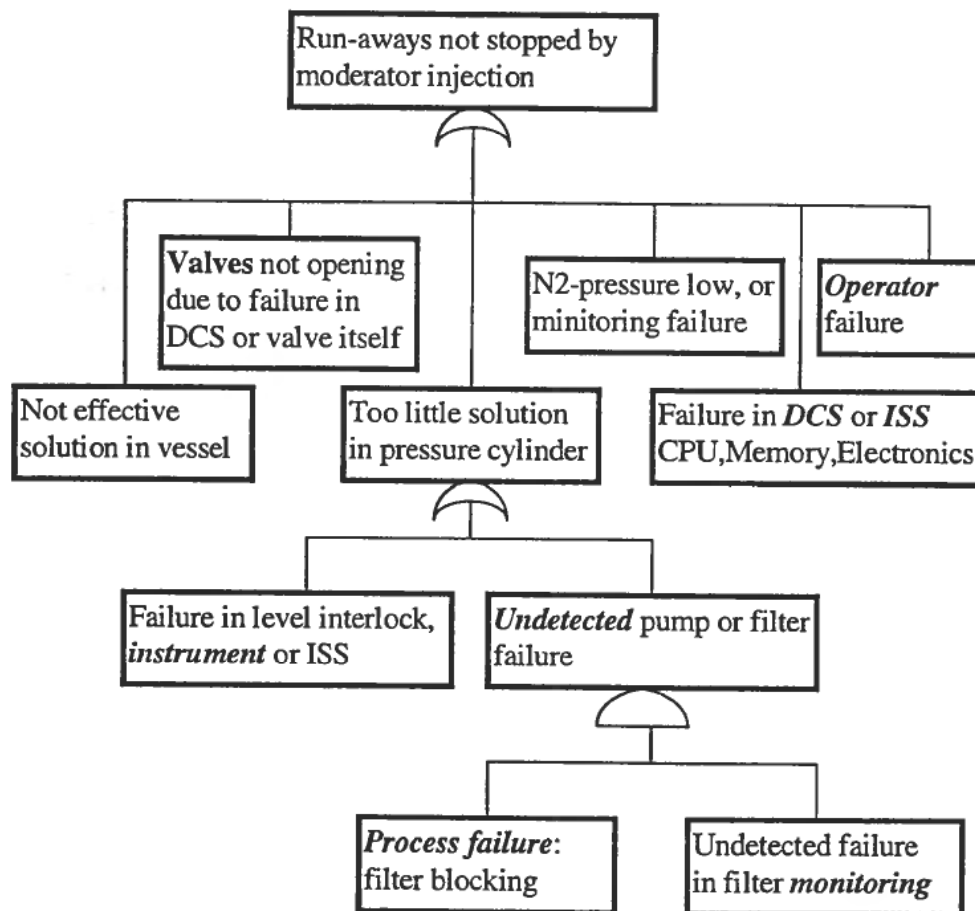 Run-aways not stopped by
moderator injection
Valves not opening
due to failure in
DCS or valve itself
N2-pressure low, or
minitoring failure
Operator
failure
Not effective
solution in vessel
Too little solution
in pressure cylinder
Failure in DCS or ISS
CPU,Memory,Electronics
Failure in level interlock,
instrument or ISS
Undetected pump or filter
failure
Process failure:
filter blocking
Undetected failure
in filter monitoring